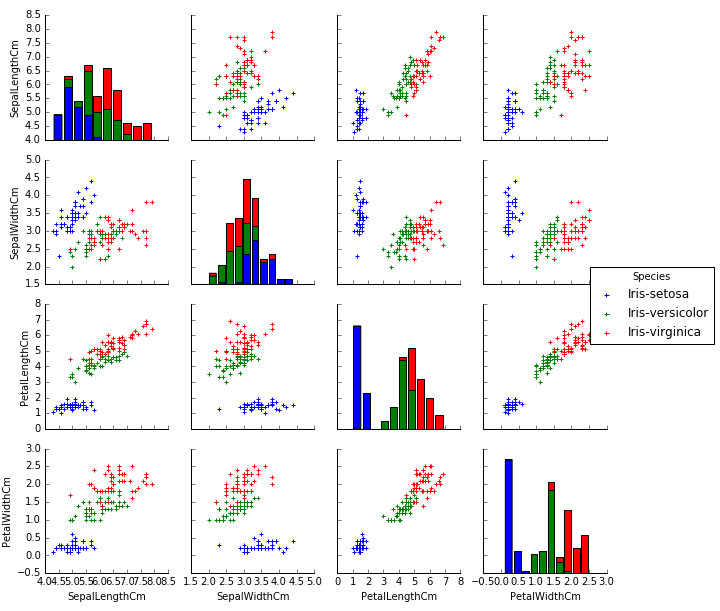 8.5
8.0
7.5
7.0
6.5
6.0
5.5
5.0
4.5
4.0
SepalLengthCm
5.0
4.5
4.0
3.5
3.0
2.5
2.0
1.5
SepalWidthCm
Species
Iris-setosa
Iris-versicolor
Iris-virginica
8
7
6
5
4
3
2
1
0
PetalLengthCm
3.0
2.5
2.0
1.5
1.0
0.5
0.0
−0.5
PetalWidthCm
4.04.55.05.56.06.57.07.58.08.5
1.5 2.0 2.5 3.0 3.5 4.0 4.5 5.0
0 1 2 3 4 5 6 7 8
−0.50.0 0.5 1.0 1.5 2.0 2.5 3.0
SepalLengthCm
SepalWidthCm
PetalLengthCm
PetalWidthCm